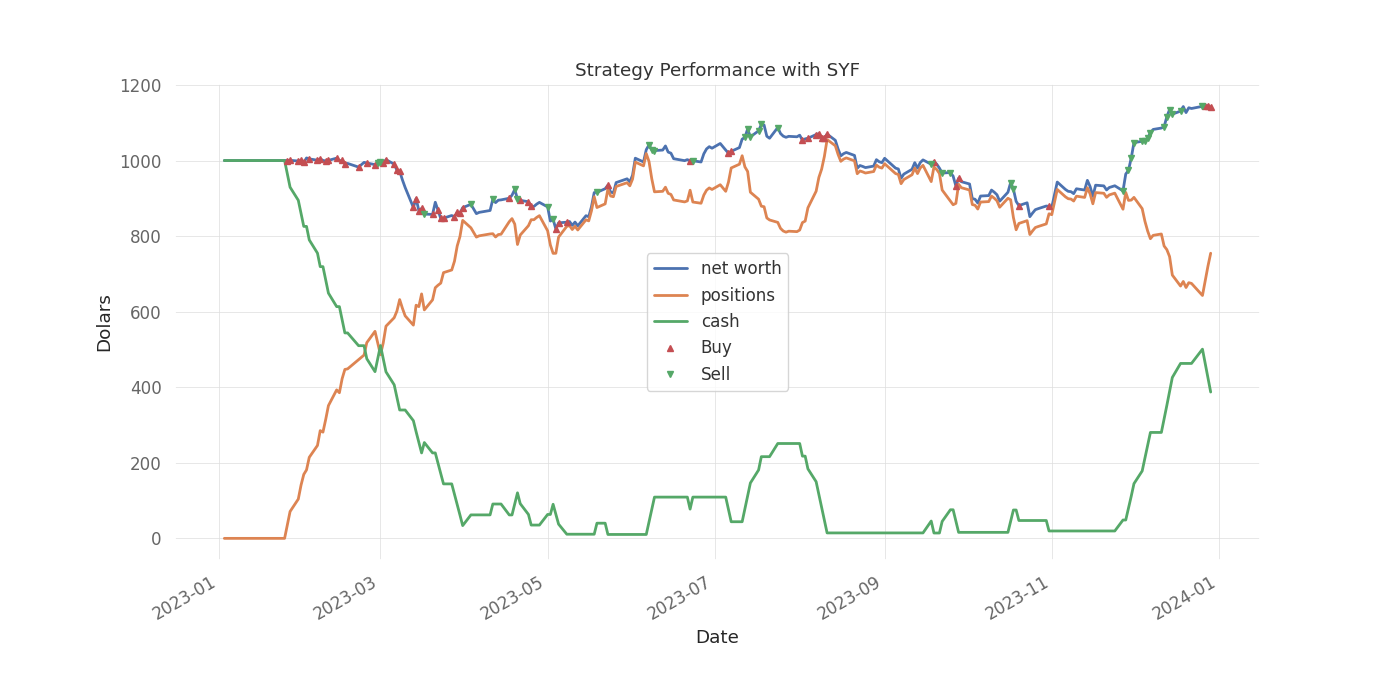 Strategy Performance with SYF
1200
1000
800
600
400
200
0
Dolars
net worth
positions
cash
Buy
Sell
2023-01
2023-03
2023-05
2023-07
2023-09
2023-11
2024-01
Date